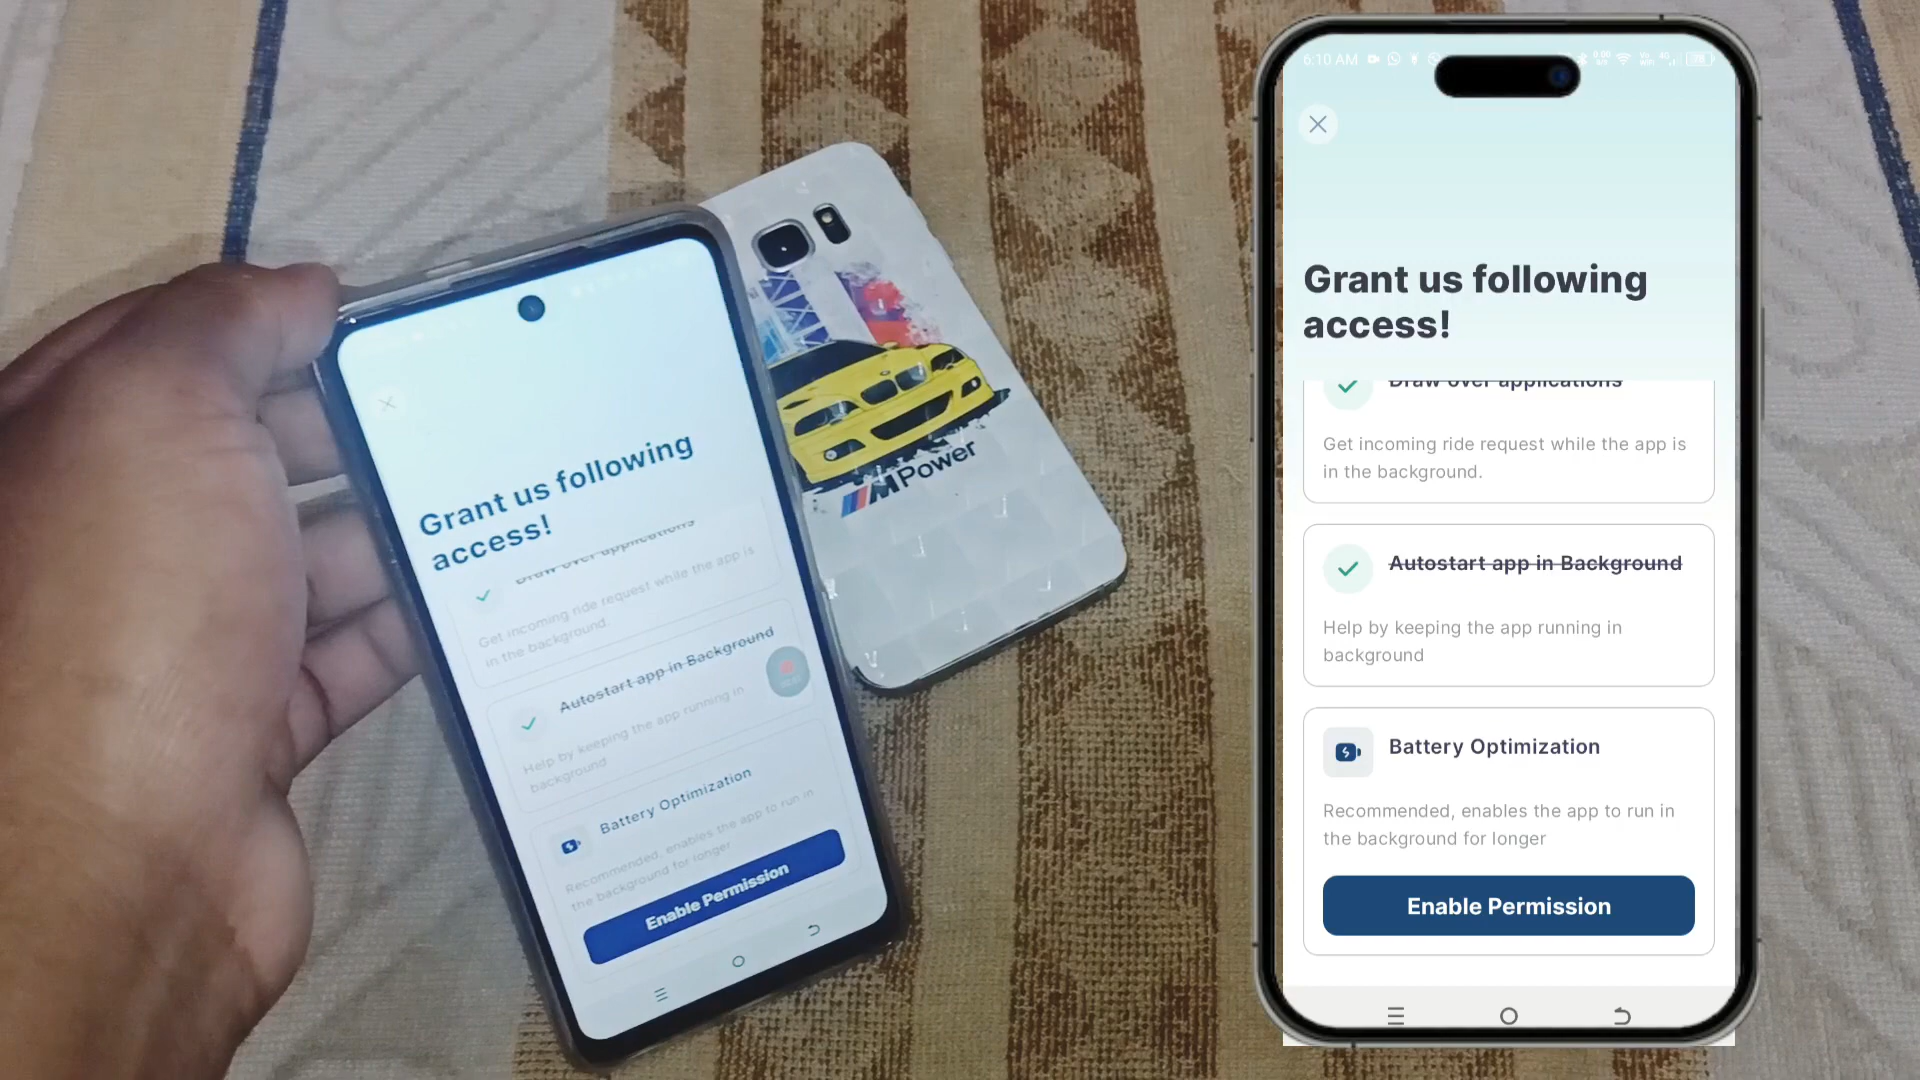 Grant us following
access!
Draw over applications
Get incoming ride request while the app is
in the background.
Autostart app in Background
Help by keeping the app running in
background
Battery Optimization
Recommended, enables the app to run in
the background for longer
Enable Permission
MPower
6:10 AM
Grant us following
access!
Draw over applications
Get incoming ride request while the app is
in the background.
Autostart app in Background
Help by keeping the app running in
background
Battery Optimization
Recommended, enables the app to run in
the background for longer
Enable Permission